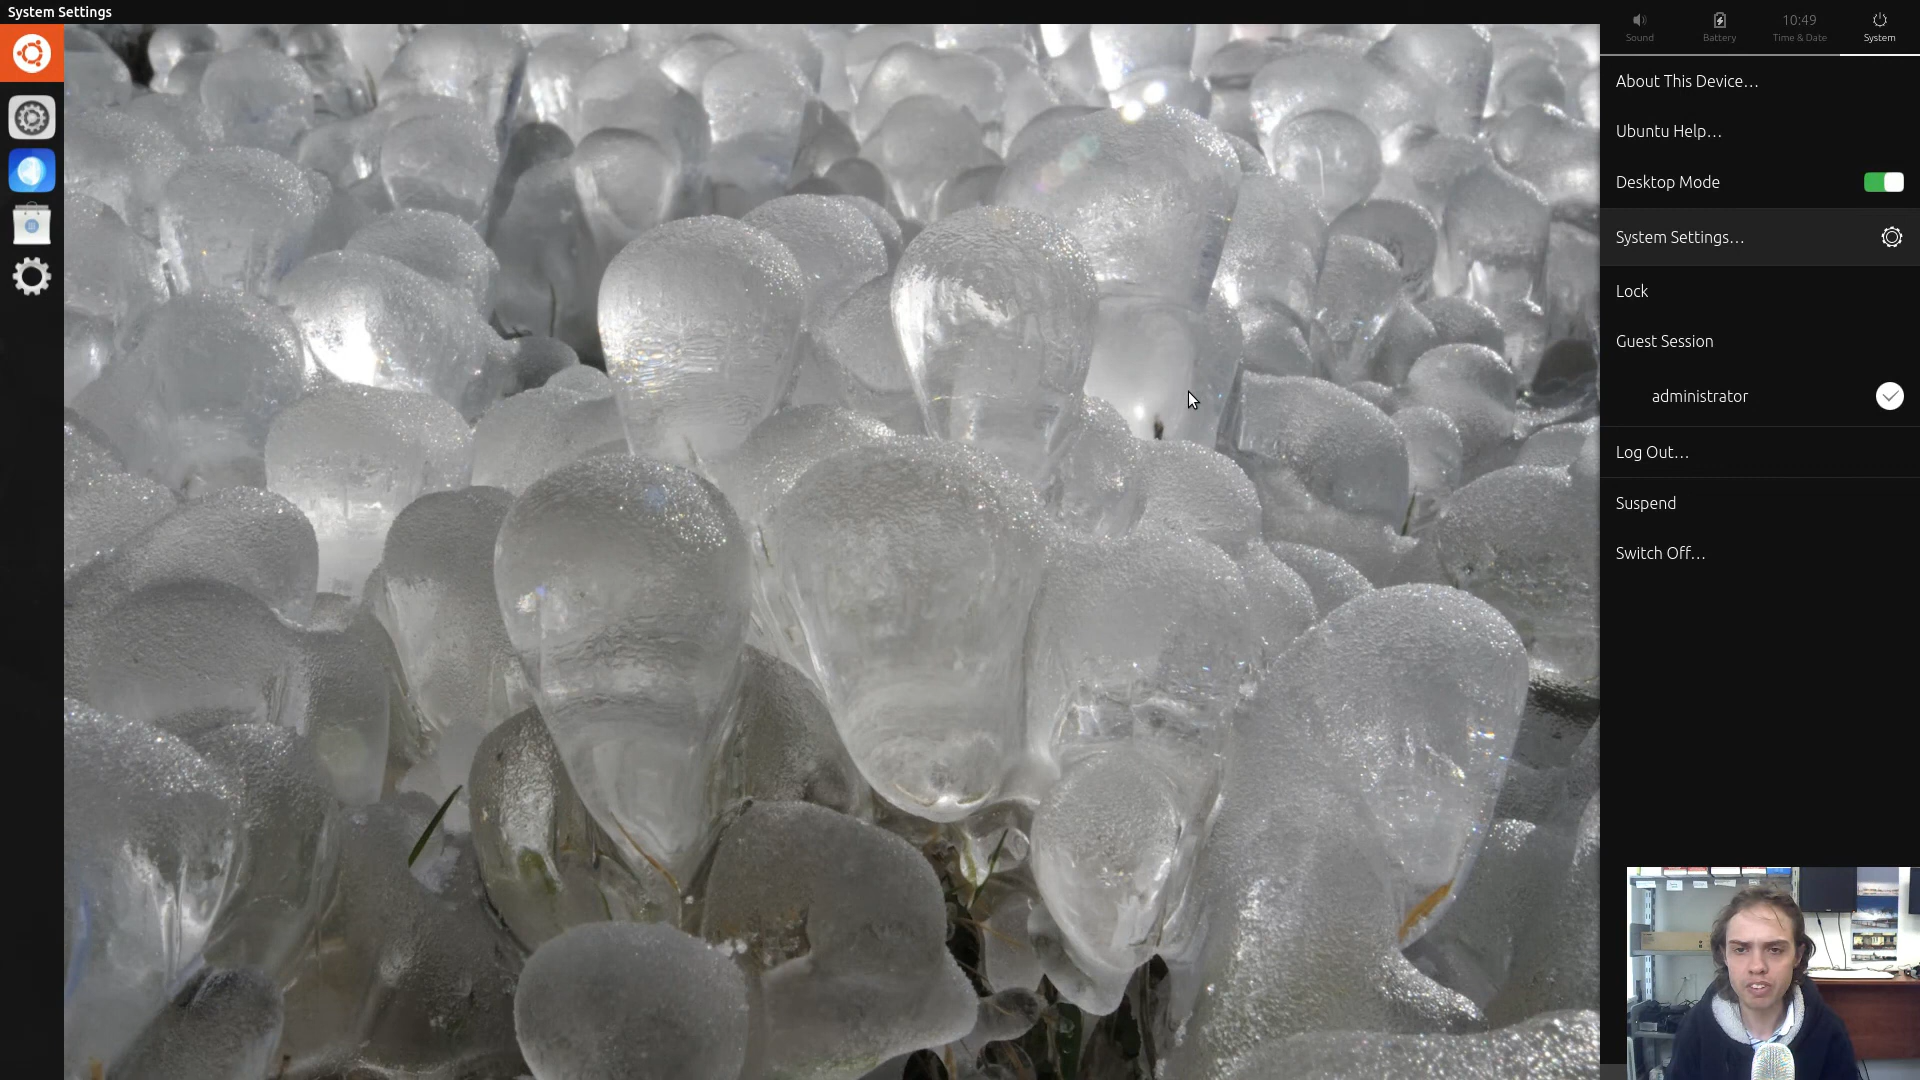 System Settings
Sound
Battery
10:49
Time & Date
System
About This Device…
Ubuntu Help…
Desktop Mode
System Settings…
Lock
Guest Session
administrator
Log Out…
Suspend
Switch Off…